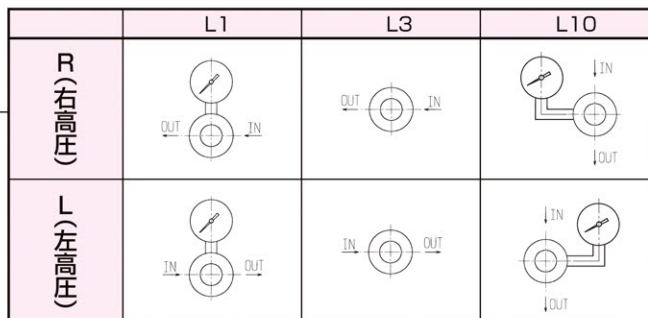 L1 L3 L10
R(右高圧)
OUT IN
OUT IN
IN
OUT
L(左高圧)
IN OUT
IN OUT
IN
OUT